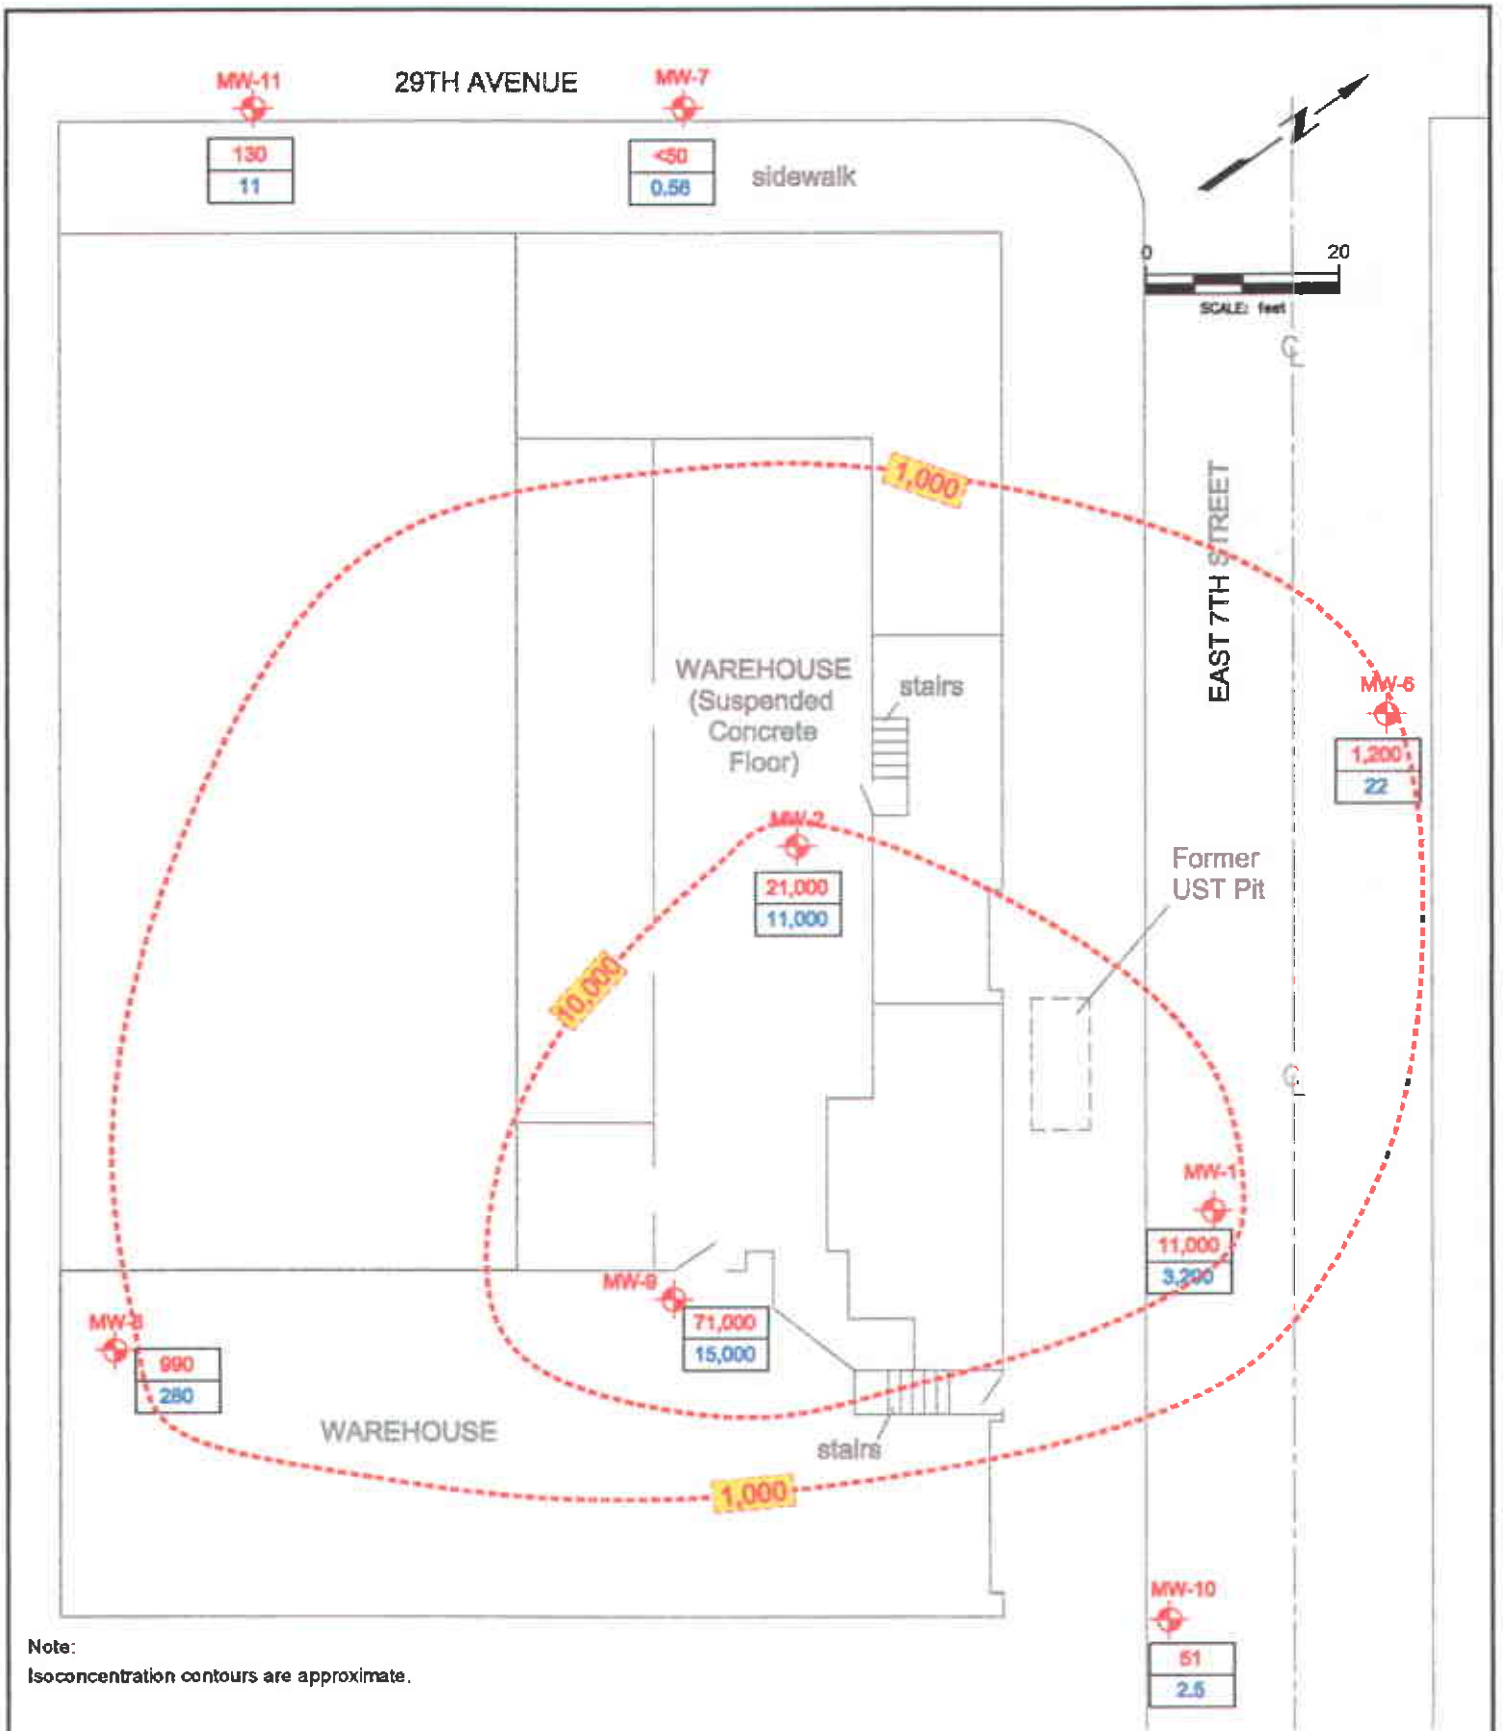 29TH AVENUE
MW-11
130
11
MW-7
<50
0.56
sidewalk
N
0
20
SCALE: feet
1,000
EAST 7TH STREET
WAREHOUSE
(Suspended
Concrete
Floor)
stairs
MW-6
1,200
22
MW-2
21,000
11,000
Former
UST Pit
10,000
MW-1
11,000
3,200
MW-9
71,000
15,000
MW-8
990
280
WAREHOUSE
stairs
1,000
MW-10
51
2.5
Note:
Isoconcentration contours are approximate.